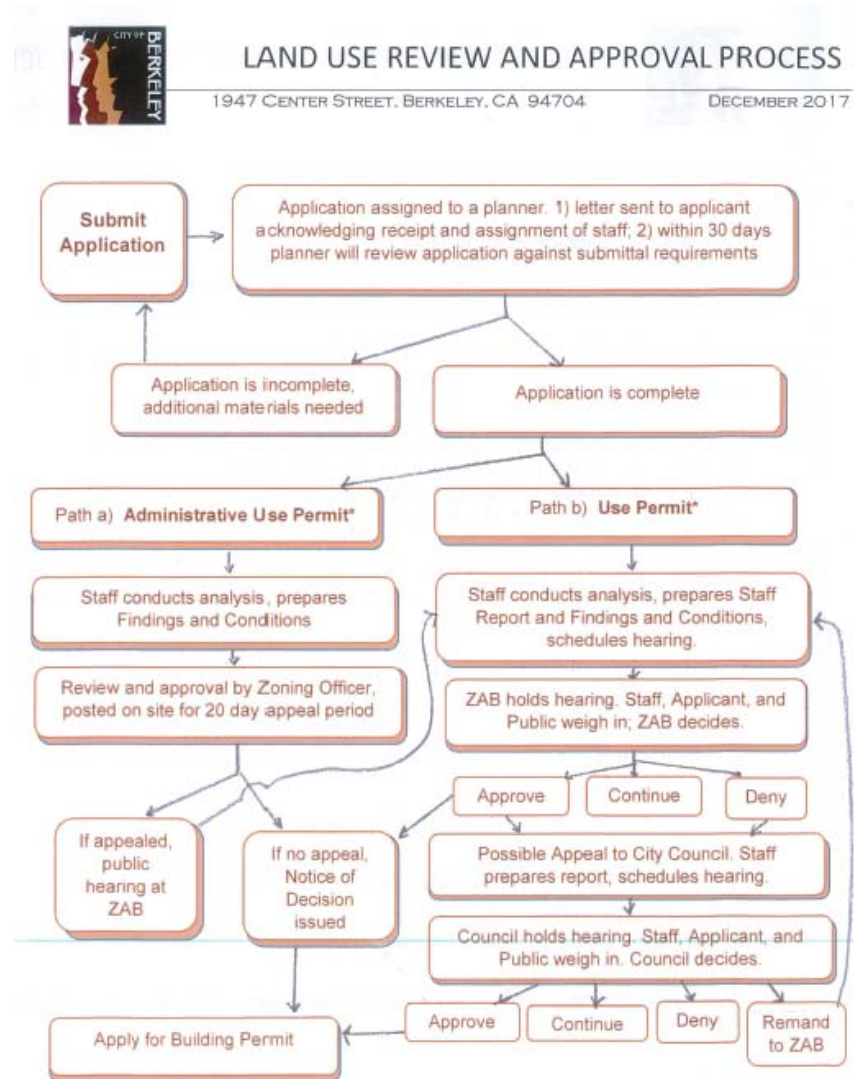 CITY OF
BERKELEY
LAND USE REVIEW AND APPROVAL PROCESS
1947 CENTER STREET, BERKELEY, CA 94704
DECEMBER 2017
Submit
Application
Application assigned to a planner. 1) letter sent to applicant
acknowledging receipt and assignment of staff; 2) within 30 days
planner will review application against submittal requirements
Application is incomplete,
additional materials needed
Application is complete
Path a) Administrative Use Permit*
Path b) Use Permit*
Staff conducts analysis, prepares
Findings and Conditions
Staff conducts analysis, prepares Staff
Report and Findings and Conditions,
schedules hearing.
Review and approval by Zoning Officer,
posted on site for 20 day appeal period
ZAB holds hearing. Staff, Applicant, and
Public weigh in; ZAB decides.
Approve
Continue
Deny
If appealed,
public
hearing at
ZAB
If no appeal,
Notice of
Decision
issued
Possible Appeal to City Council. Staff
prepares report, schedules hearing.
Council holds hearing. Staff, Applicant, and
Public weigh in. Council decides.
Approve
Continue
Deny
Remand
to ZAB
Apply for Building Permit